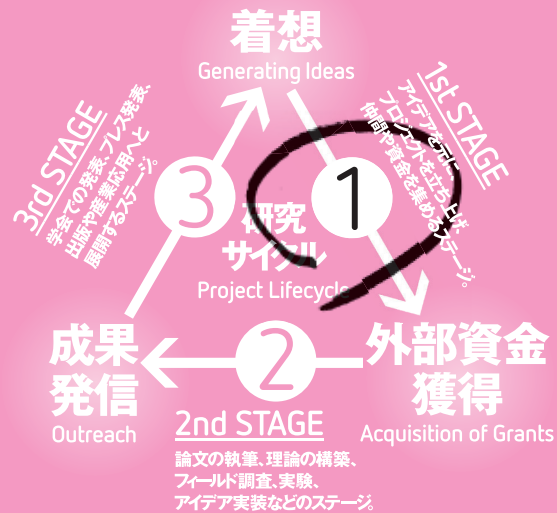 着想
Generating Ideas
1st STAGE
アイデアを元に、
プロジェクトを立ち上げ、
仲間や資金を集めるステージ。
3rd STAGE
学会での発表、プレス発表、
出版や産業応用へと
展開するステージ。
3
1
研究
サイクル
Project Lifecycle
外部資金
獲得
Acquisition of Grants
成果
発信
Outreach
2
2nd STAGE
論文の執筆、理論の構築、
フィールド調査、実験、
アイデア実装などのステージ。